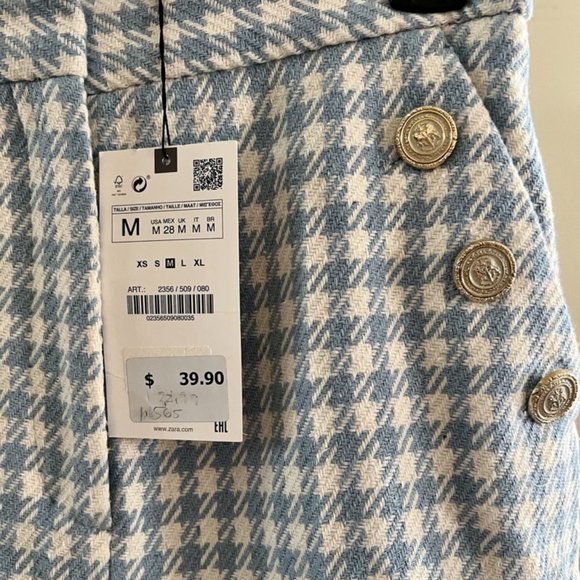 FSC
TALLA / SIZE / TAMANHO / TAILLE / MAAT / ΜΕΓΕΘΟΣ
M
USA MEX UK IT BR
M 28 M M M
XS S M L XL
ART.: 2356 / 509 / 080
02356509080035
$ 39.90
www.zara.com
EAC